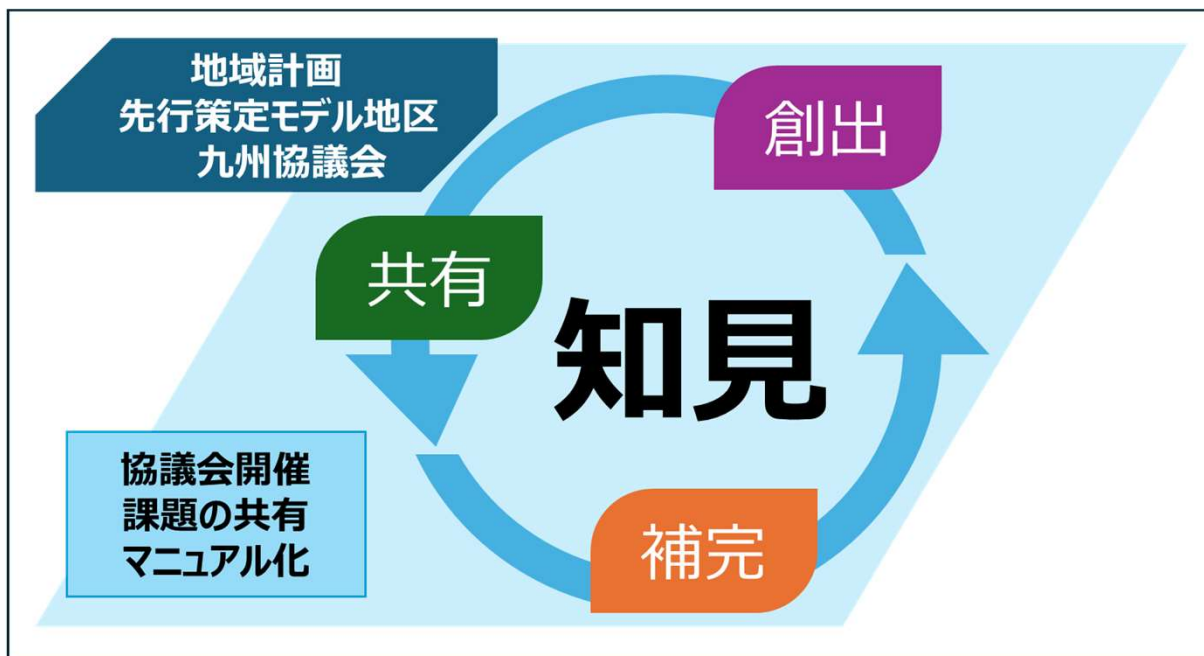 地域計画
先行策定モデル地区
九州協議会
創出
共有
知見
協議会開催
課題の共有
マニュアル化
補完